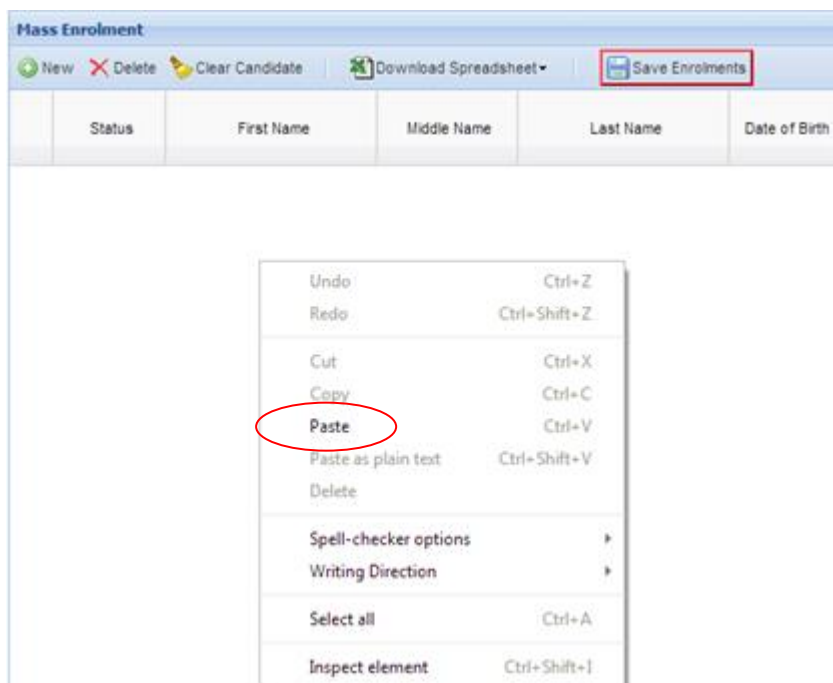 Mass Enrolment
New Delete Clear Candidate Download Spreadsheet Save Enrolments
Status First Name Middle Name Last Name Date of Birth
Undo Ctrl+Z
Redo Ctrl+Shift+Z
Cut Ctrl+X
Copy Ctrl+C
Paste Ctrl+V
Paste as plain text Ctrl+Shift+V
Delete
Spell-checker options
Writing Direction
Select all Ctrl+A
Inspect element Ctrl+Shift+I